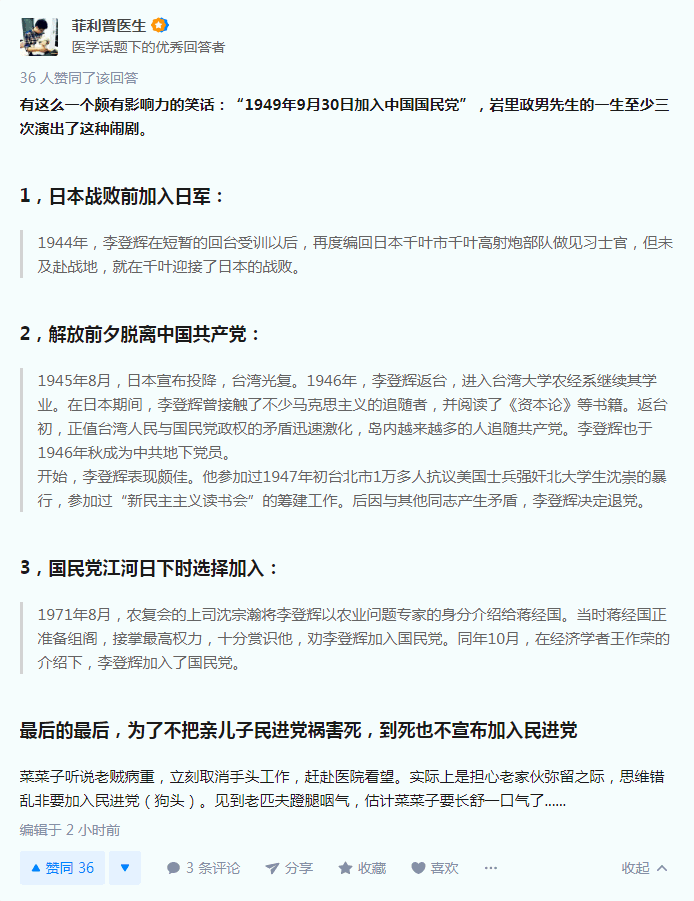 菲利普医生
医学话题下的优秀回答者
36 人赞同了该回答
有这么一个颇有影响力的笑话：“1949年9月30日加入中国国民党”，岩里政男先生的一生至少三
次演出了这种闹剧。
1，日本战败前加入日军：
1944年，李登辉在短暂的回台受训以后，再度编回日本千叶市千叶高射炮部队做见习士官，但未
及赴战地，就在千叶迎接了日本的战败。
2，解放前夕脱离中国共产党：
1945年8月，日本宣布投降，台湾光复。1946年，李登辉返台，进入台湾大学农经系继续其学
业。在日本期间，李登辉曾接触了不少马克思主义的追随者，并阅读了《资本论》等书籍。返台
初，正值台湾人民与国民党政权的矛盾迅速激化，岛内越来越多的人追随共产党。李登辉也于
1946年秋成为中共地下党员。
开始，李登辉表现颇佳。他参加过1947年初台北市1万多人抗议美国士兵强奸北大学生沈崇的暴
行，参加过“新民主主义读书会”的筹建工作。后因与其他同志产生矛盾，李登辉决定退党。
3，国民党江河日下时选择加入：
1971年8月，农复会的上司沈宗瀚将李登辉以农业问题专家的身分介绍给蒋经国。当时蒋经国正
准备组阁，接掌最高权力，十分赏识他，劝李登辉加入国民党。同年10月，在经济学者王作荣的
介绍下，李登辉加入了国民党。
最后的最后，为了不把亲儿子民进党祸害死，到死也不宣布加入民进党
菜菜子听说老贼病重，立刻取消手头工作，赶赴医院看望。实际上是担心老家伙弥留之际，思维错
乱非要加入民进党（狗头）。见到老匹夫蹬腿咽气，估计菜菜子要长舒一口气了......
编辑于 2 小时前
赞同 36 3 条评论 分享 收藏 喜欢 ··· 收起